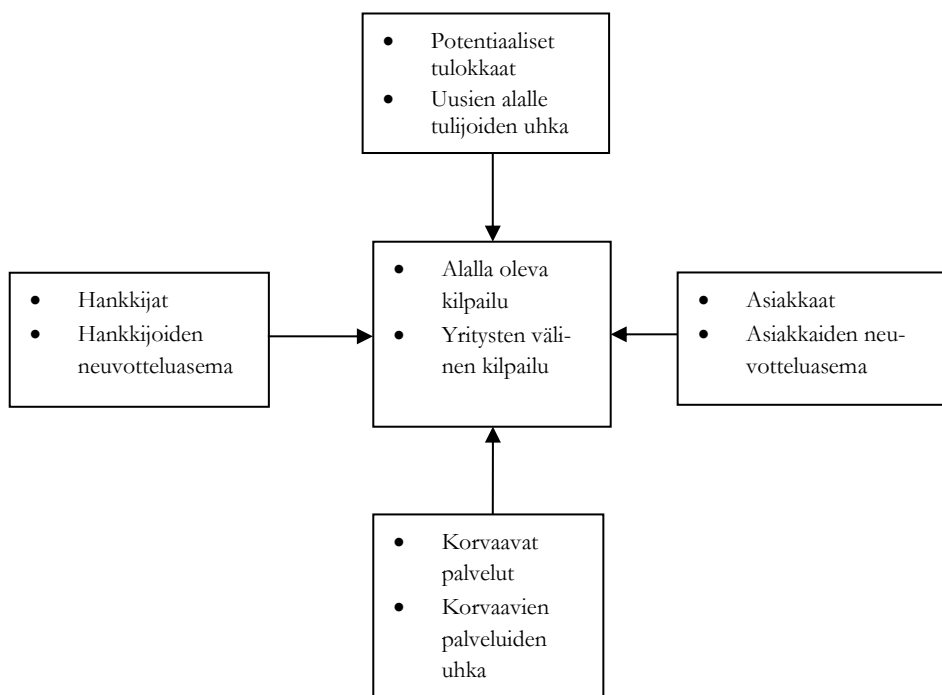 • Potentiaaliset
tulokkaat
• Uusien alalle
tulijoiden uhka
• Hankkijat
• Hankkijoiden
neuvotteluasema
• Alalla oleva
kilpailu
• Yritysten väli-
nen kilpailu
• Asiakkaat
• Asiakkaiden neu-
votteluasema
• Korvaavat
palvelut
• Korvaavien
palveluiden
uhka